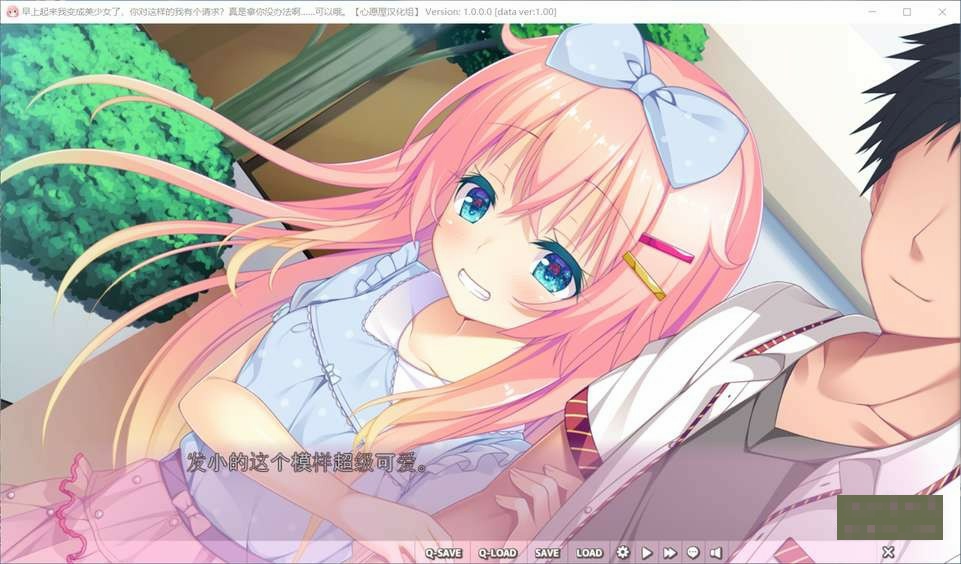 早上起来我变成美少女了，你对这样的我有个请求？真是拿你没办法啊……可以哦。【心愿屋汉化组】 Version: 1.0.0.0 [data ver:1.00]
发小的这个模样超级可爱。
Q-SAVE Q-LOAD SAVE LOAD